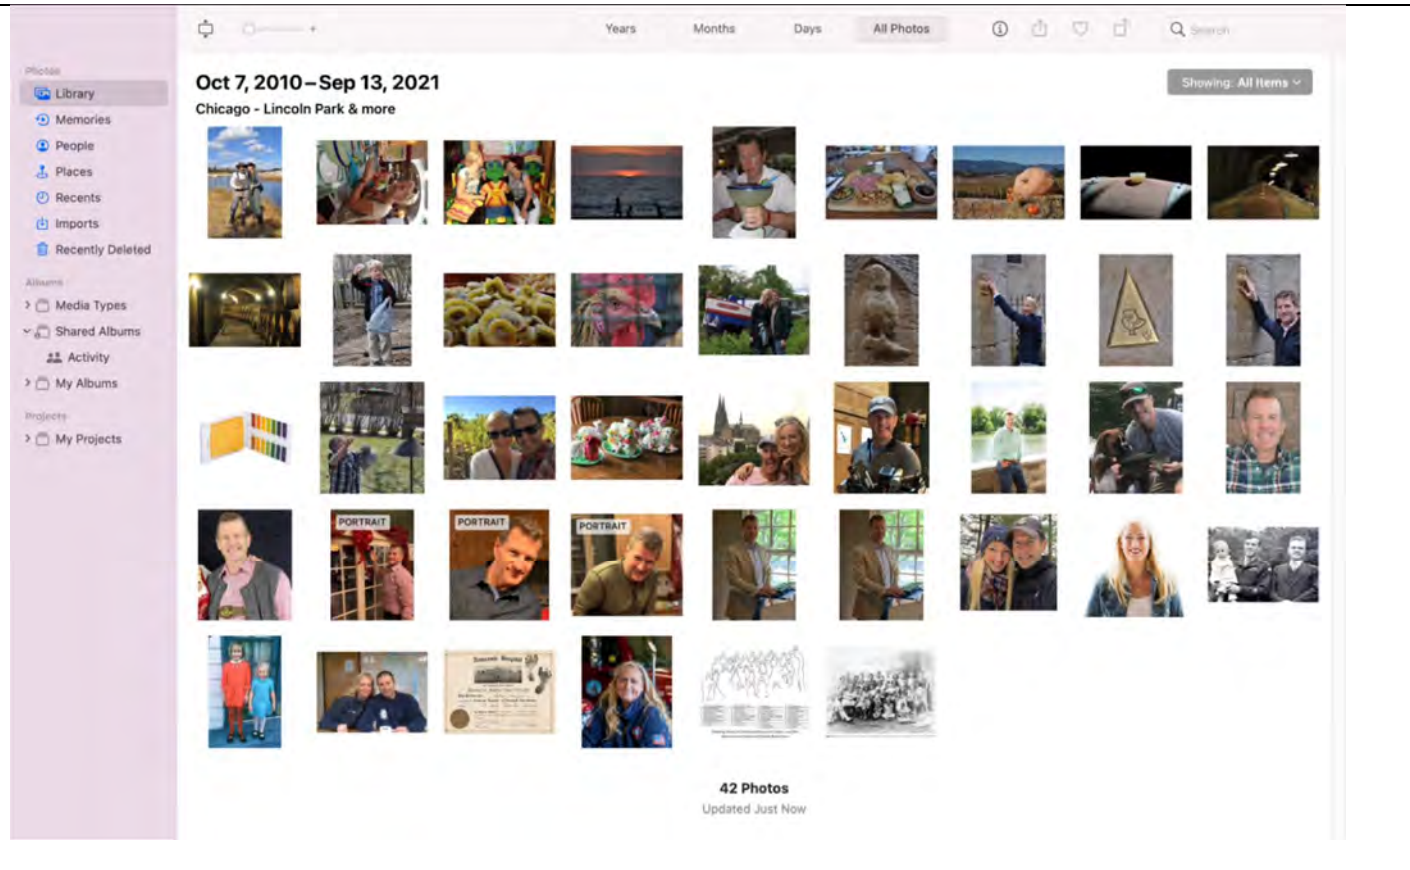 Years Months Days All Photos Search
Photos
Library
Memories
People
Places
Recents
Imports
Recently Deleted
Albums
Media Types
Shared Albums
Activity
My Albums
Projects
My Projects
Oct 7, 2010–Sep 13, 2021
Chicago - Lincoln Park & more
Showing: All Items
PORTRAIT
PORTRAIT
PORTRAIT
42 Photos
Updated Just Now